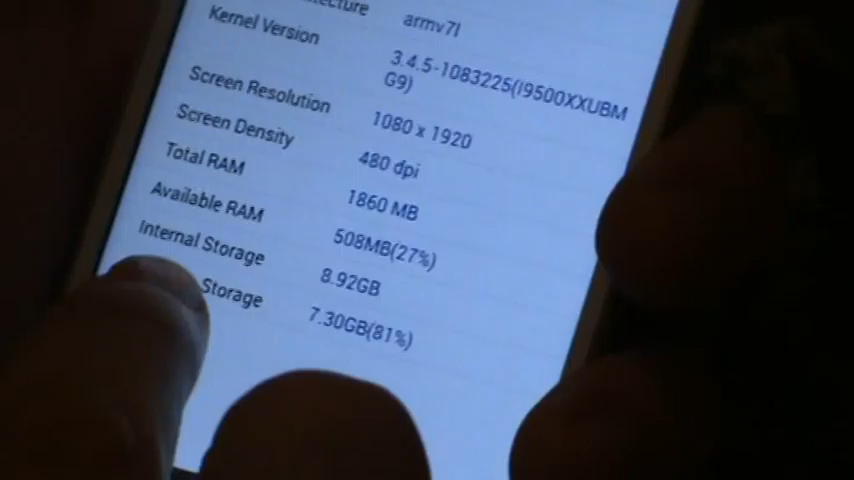 armv7l
Kernel Version 3.4.5-1083225(I9500XXUBM
G9)
Screen Resolution 1080 x 1920
Screen Density 480 dpi
Total RAM 1860 MB
Available RAM 508MB(27%)
Internal Storage 8.92GB
Storage 7.30GB(81%)